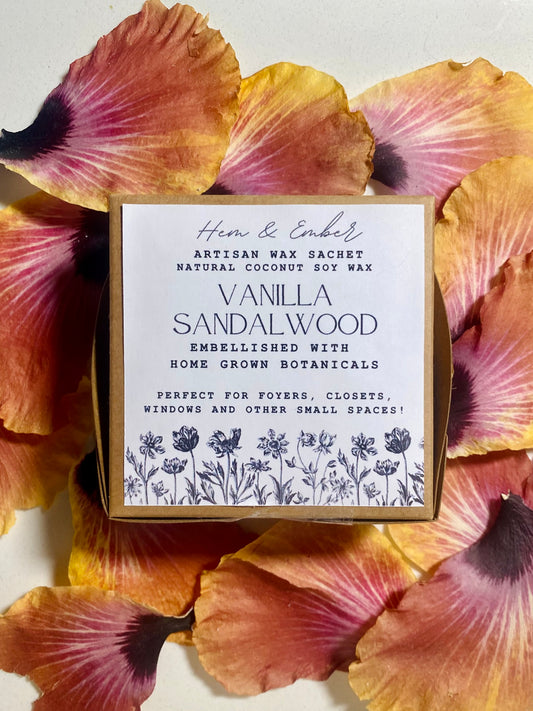 Hem & Ember
ARTISAN WAX SACHET
NATURAL COCONUT SOY WAX
VANILLA
SANDALWOOD
EMBELLISHED WITH
HOME GROWN BOTANICALS
PERFECT FOR FOYERS, CLOSETS,
WINDOWS AND OTHER SMALL SPACES!